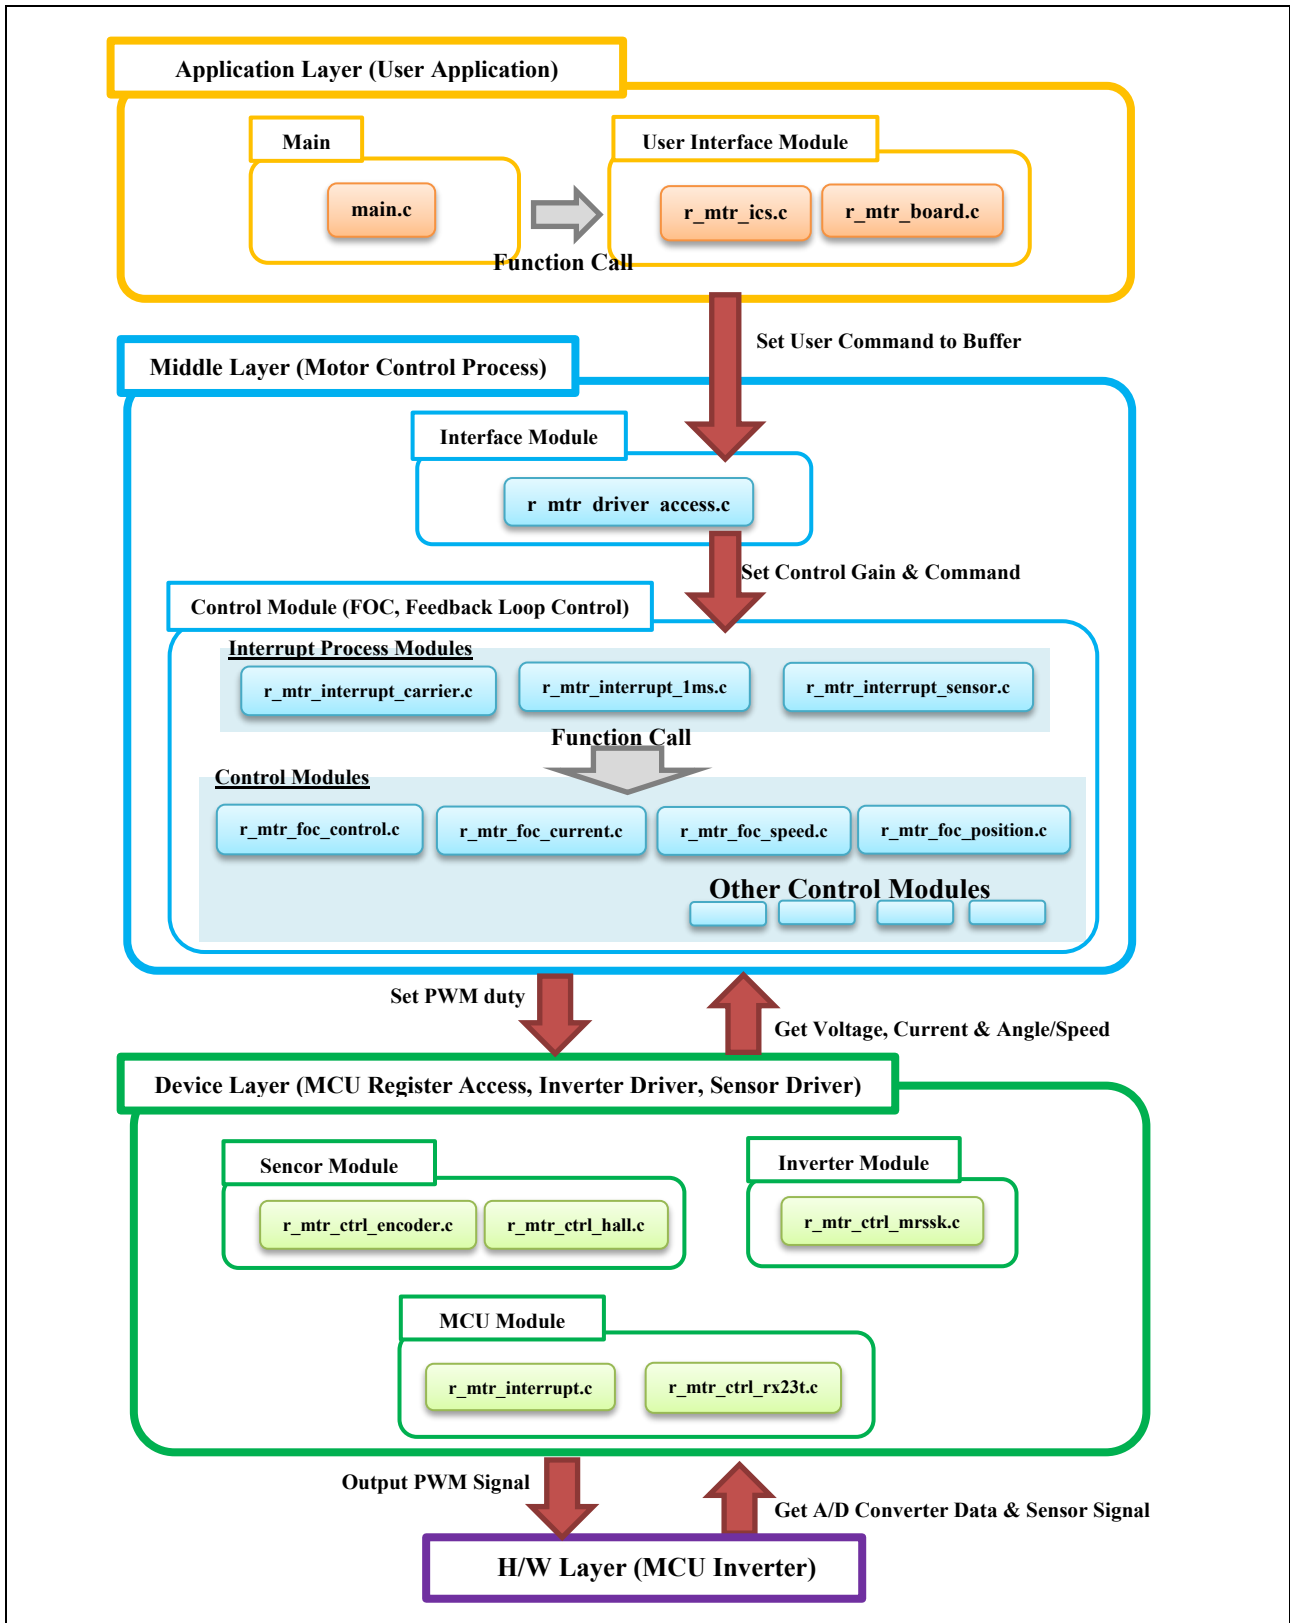 Application Layer (User Application)
Main
User Interface Module
main.c
r_mtr_ics.c
r_mtr_board.c
Function Call
Set User Command to Buffer
Middle Layer (Motor Control Process)
Interface Module
r_mtr_driver_access.c
Set Control Gain & Command
Control Module (FOC, Feedback Loop Control)
Interrupt Process Modules
r_mtr_interrupt_carrier.c
r_mtr_interrupt_1ms.c
r_mtr_interrupt_sensor.c
Function Call
Control Modules
r_mtr_foc_control.c
r_mtr_foc_current.c
r_mtr_foc_speed.c
r_mtr_foc_position.c
Other Control Modules
Set PWM duty
Get Voltage, Current & Angle/Speed
Device Layer (MCU Register Access, Inverter Driver, Sensor Driver)
Sencor Module
Inverter Module
r_mtr_ctrl_encoder.c
r_mtr_ctrl_hall.c
r_mtr_ctrl_mrssk.c
MCU Module
r_mtr_interrupt.c
r_mtr_ctrl_rx23t.c
Output PWM Signal
Get A/D Converter Data & Sensor Signal
H/W Layer (MCU Inverter)